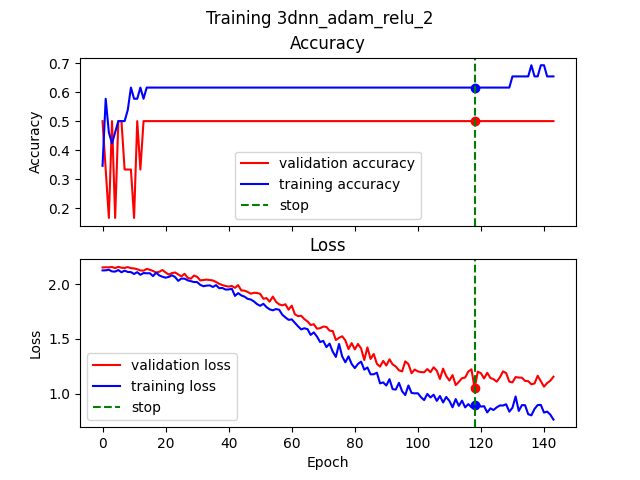 Training 3dnn_adam_relu_2
Accuracy
0.7
0.6
0.5
0.4
0.3
0.2
Accuracy
validation accuracy
training accuracy
stop
Loss
2.0
1.5
1.0
Loss
validation loss
training loss
stop
0 20 40 60 80 100 120 140
Epoch